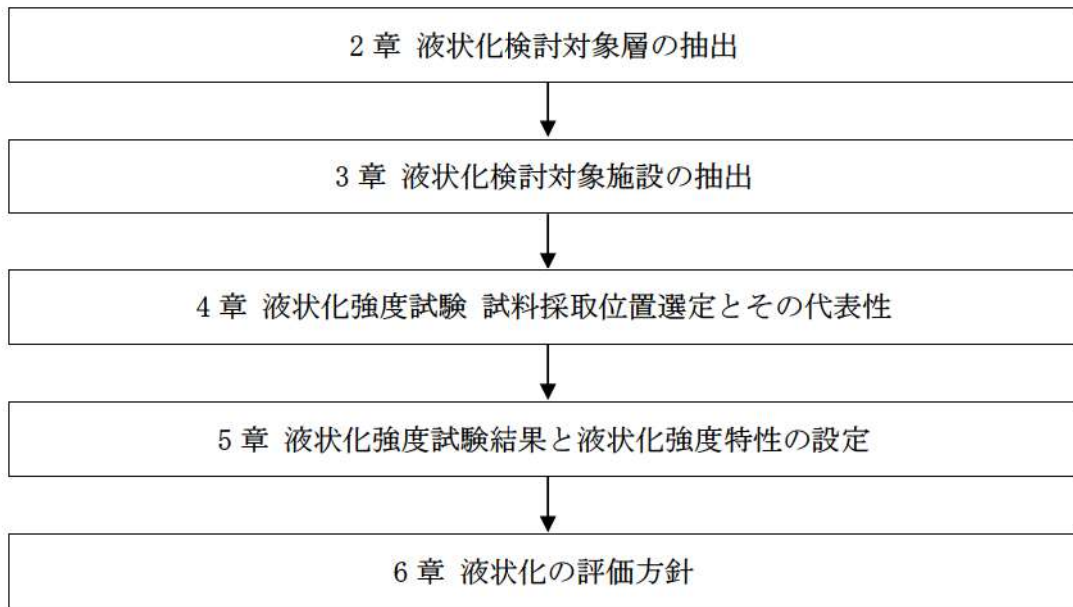 2章 液状化検討対象層の抽出
3章 液状化検討対象施設の抽出
4章 液状化強度試験 試料採取位置選定とその代表性
5章 液状化強度試験結果と液状化強度特性の設定
6章 液状化の評価方針